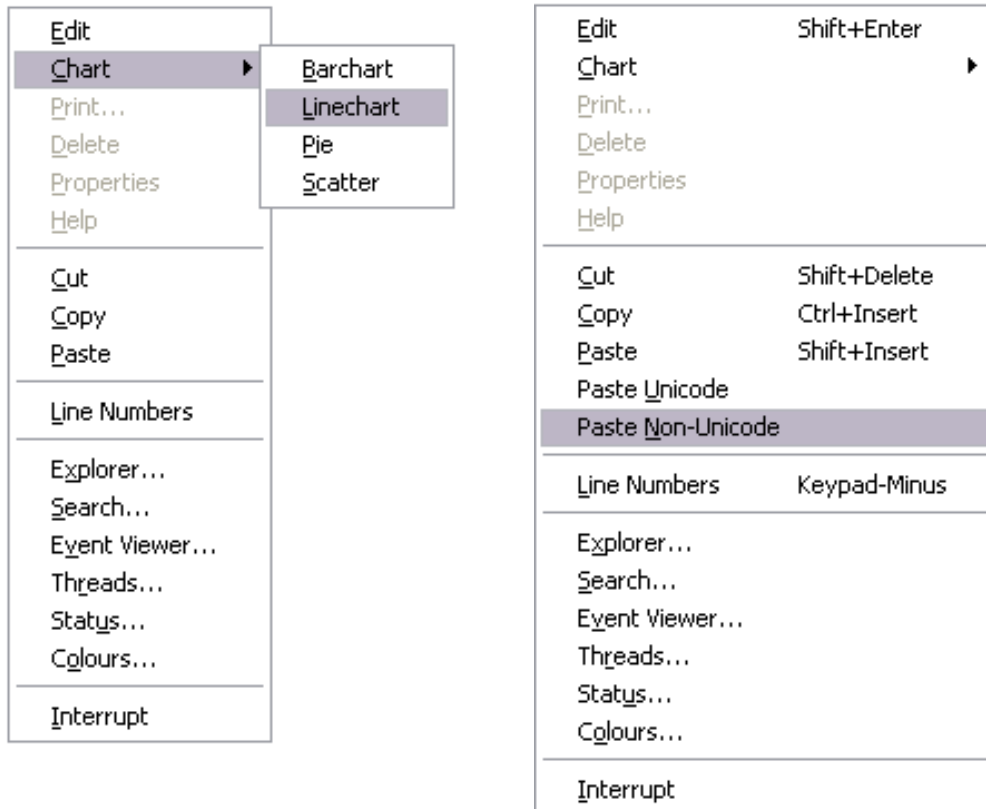 Edit
Chart
Print...
Delete
Properties
Help
Cut
Copy
Paste
Line Numbers
Explorer...
Search...
Event Viewer...
Threads...
Status...
Colours...
Interrupt
Barchart
Linechart
Pie
Scatter
Edit Shift+Enter
Chart
Print...
Delete
Properties
Help
Cut Shift+Delete
Copy Ctrl+Insert
Paste Shift+Insert
Paste Unicode
Paste Non-Unicode
Line Numbers Keypad-Minus
Explorer...
Search...
Event Viewer...
Threads...
Status...
Colours...
Interrupt